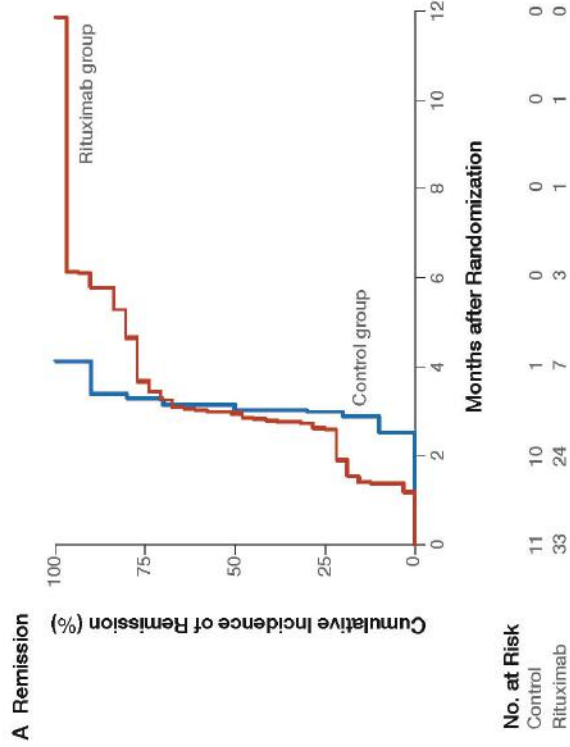 A Remission
Cumulative Incidence of Remission (%)
100
75
50
25
0
Rituximab group
Control group
0 2 4 6 8 10 12
Months after Randomization
No. at Risk
Control 11 10 1 0 0 0 0
Rituximab 33 24 7 3 1 1 0